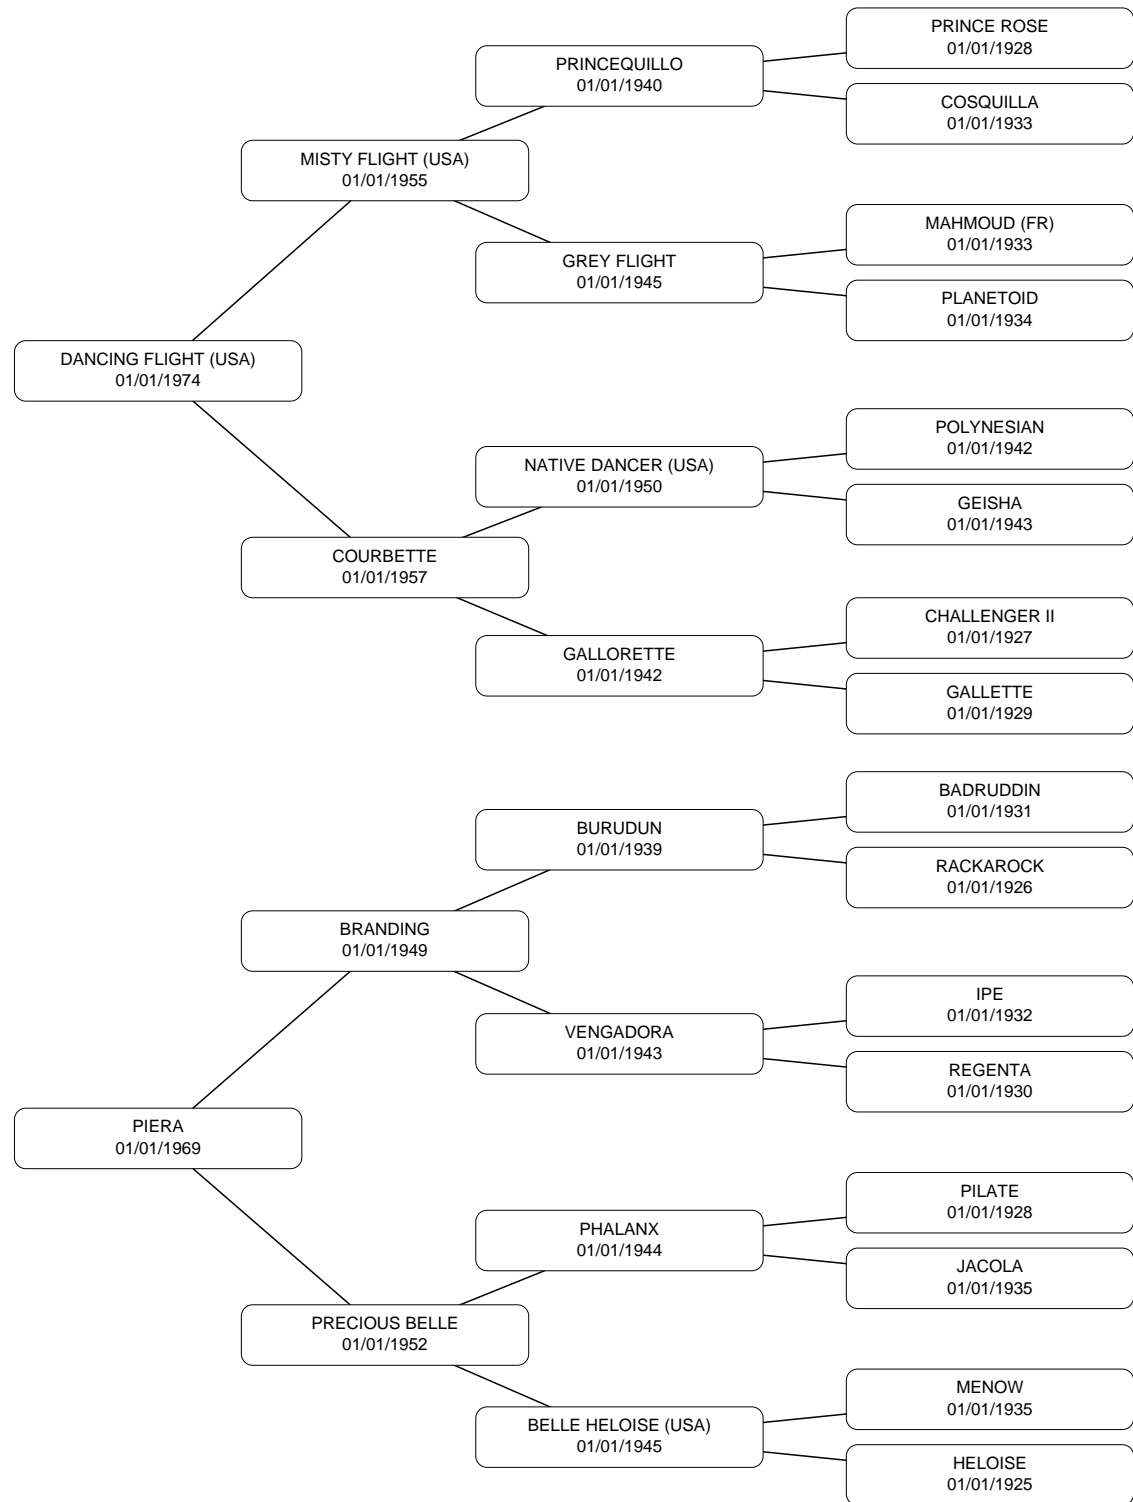 PRINCE ROSE
01/01/1928
PRINCEQUILLO
01/01/1940
COSQUILLA
01/01/1933
MISTY FLIGHT (USA)
01/01/1955
MAHMOUD (FR)
01/01/1933
GREY FLIGHT
01/01/1945
PLANETOID
01/01/1934
DANCING FLIGHT (USA)
01/01/1974
POLYNESIAN
01/01/1942
NATIVE DANCER (USA)
01/01/1950
GEISHA
01/01/1943
COURBETTE
01/01/1957
CHALLENGER II
01/01/1927
GALLORETTE
01/01/1942
GALLETTE
01/01/1929
BADRUDDIN
01/01/1931
BURUDUN
01/01/1939
RACKAROCK
01/01/1926
BRANDING
01/01/1949
IPE
01/01/1932
VENGADORA
01/01/1943
REGENTA
01/01/1930
PIERA
01/01/1969
PILATE
01/01/1928
PHALANX
01/01/1944
JACOLA
01/01/1935
PRECIOUS BELLE
01/01/1952
MENOW
01/01/1935
BELLE HELOISE (USA)
01/01/1945
HELOISE
01/01/1925